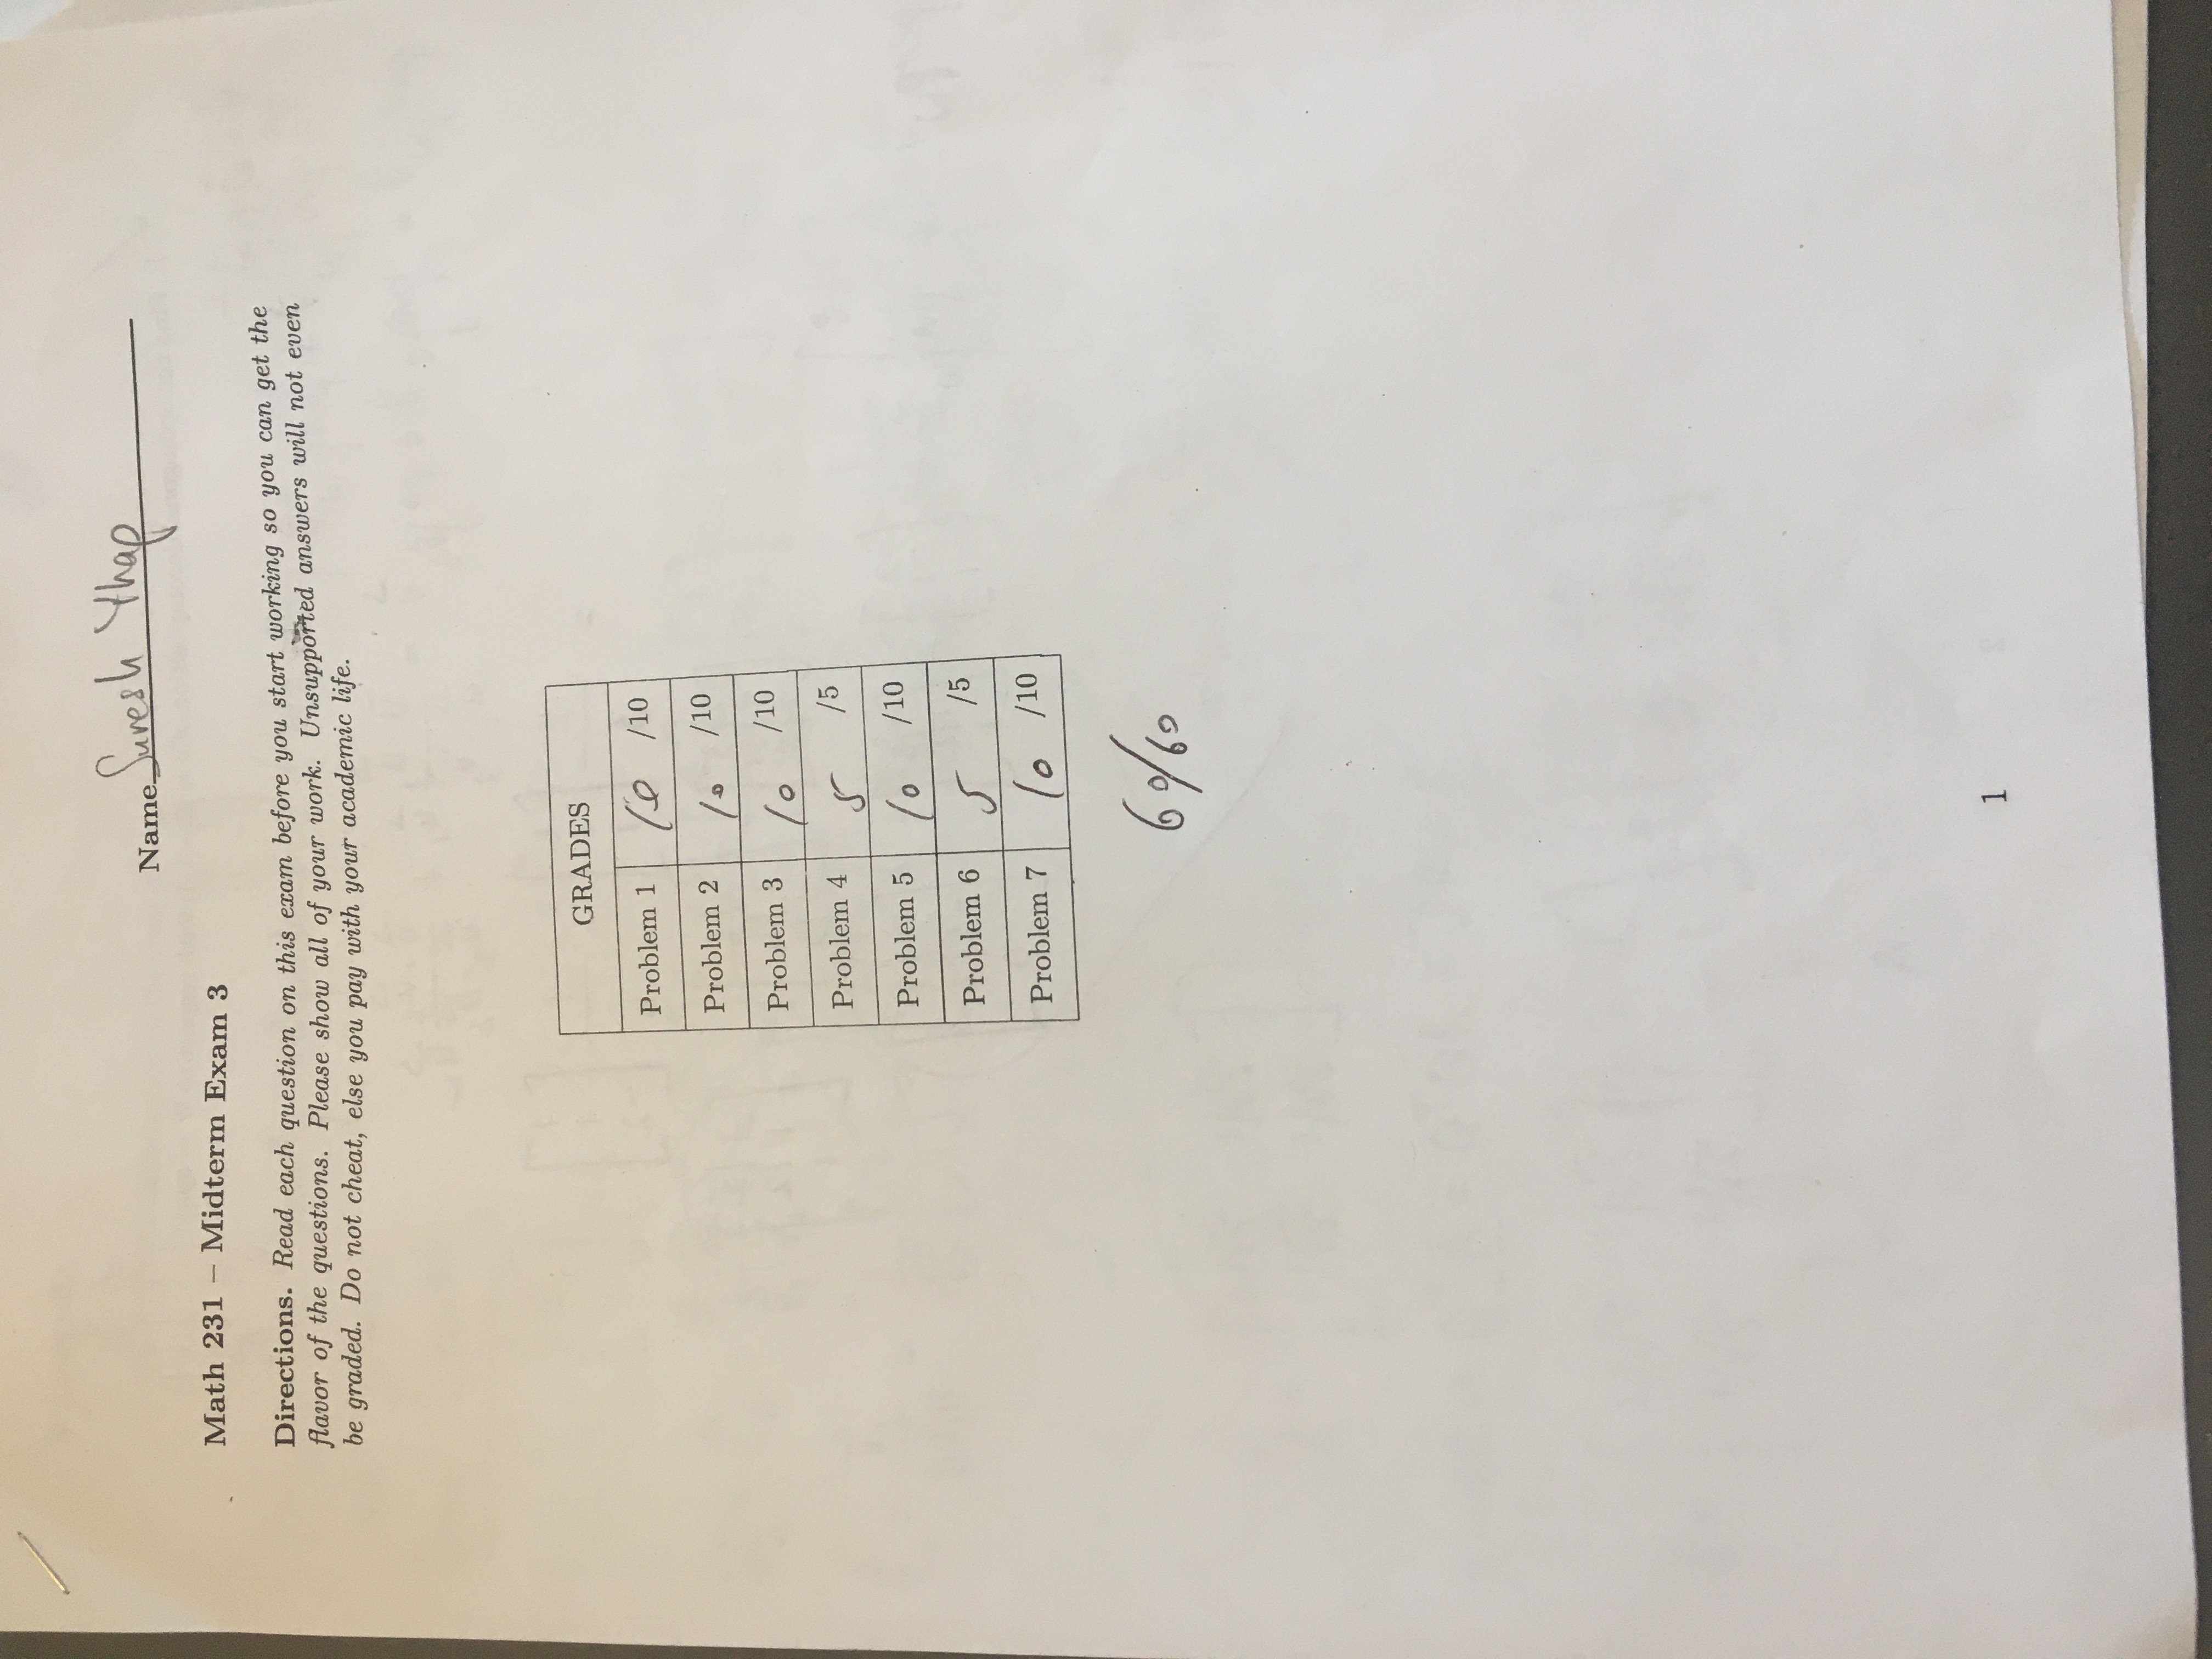 Name Suresh Thap
Math 231 – Midterm Exam 3
Directions. Read each question on this exam before you start working so you can get the
flavor of the questions. Please show all of your work. Unsupported answers will not even
be graded. Do not cheat, else you pay with your academic life.
GRADES
Problem 1 10 /10
Problem 2 10 /10
Problem 3 10 /10
Problem 4 5 /5
Problem 5 10 /10
Problem 6 5 /5
Problem 7 10 /10
60/60
1